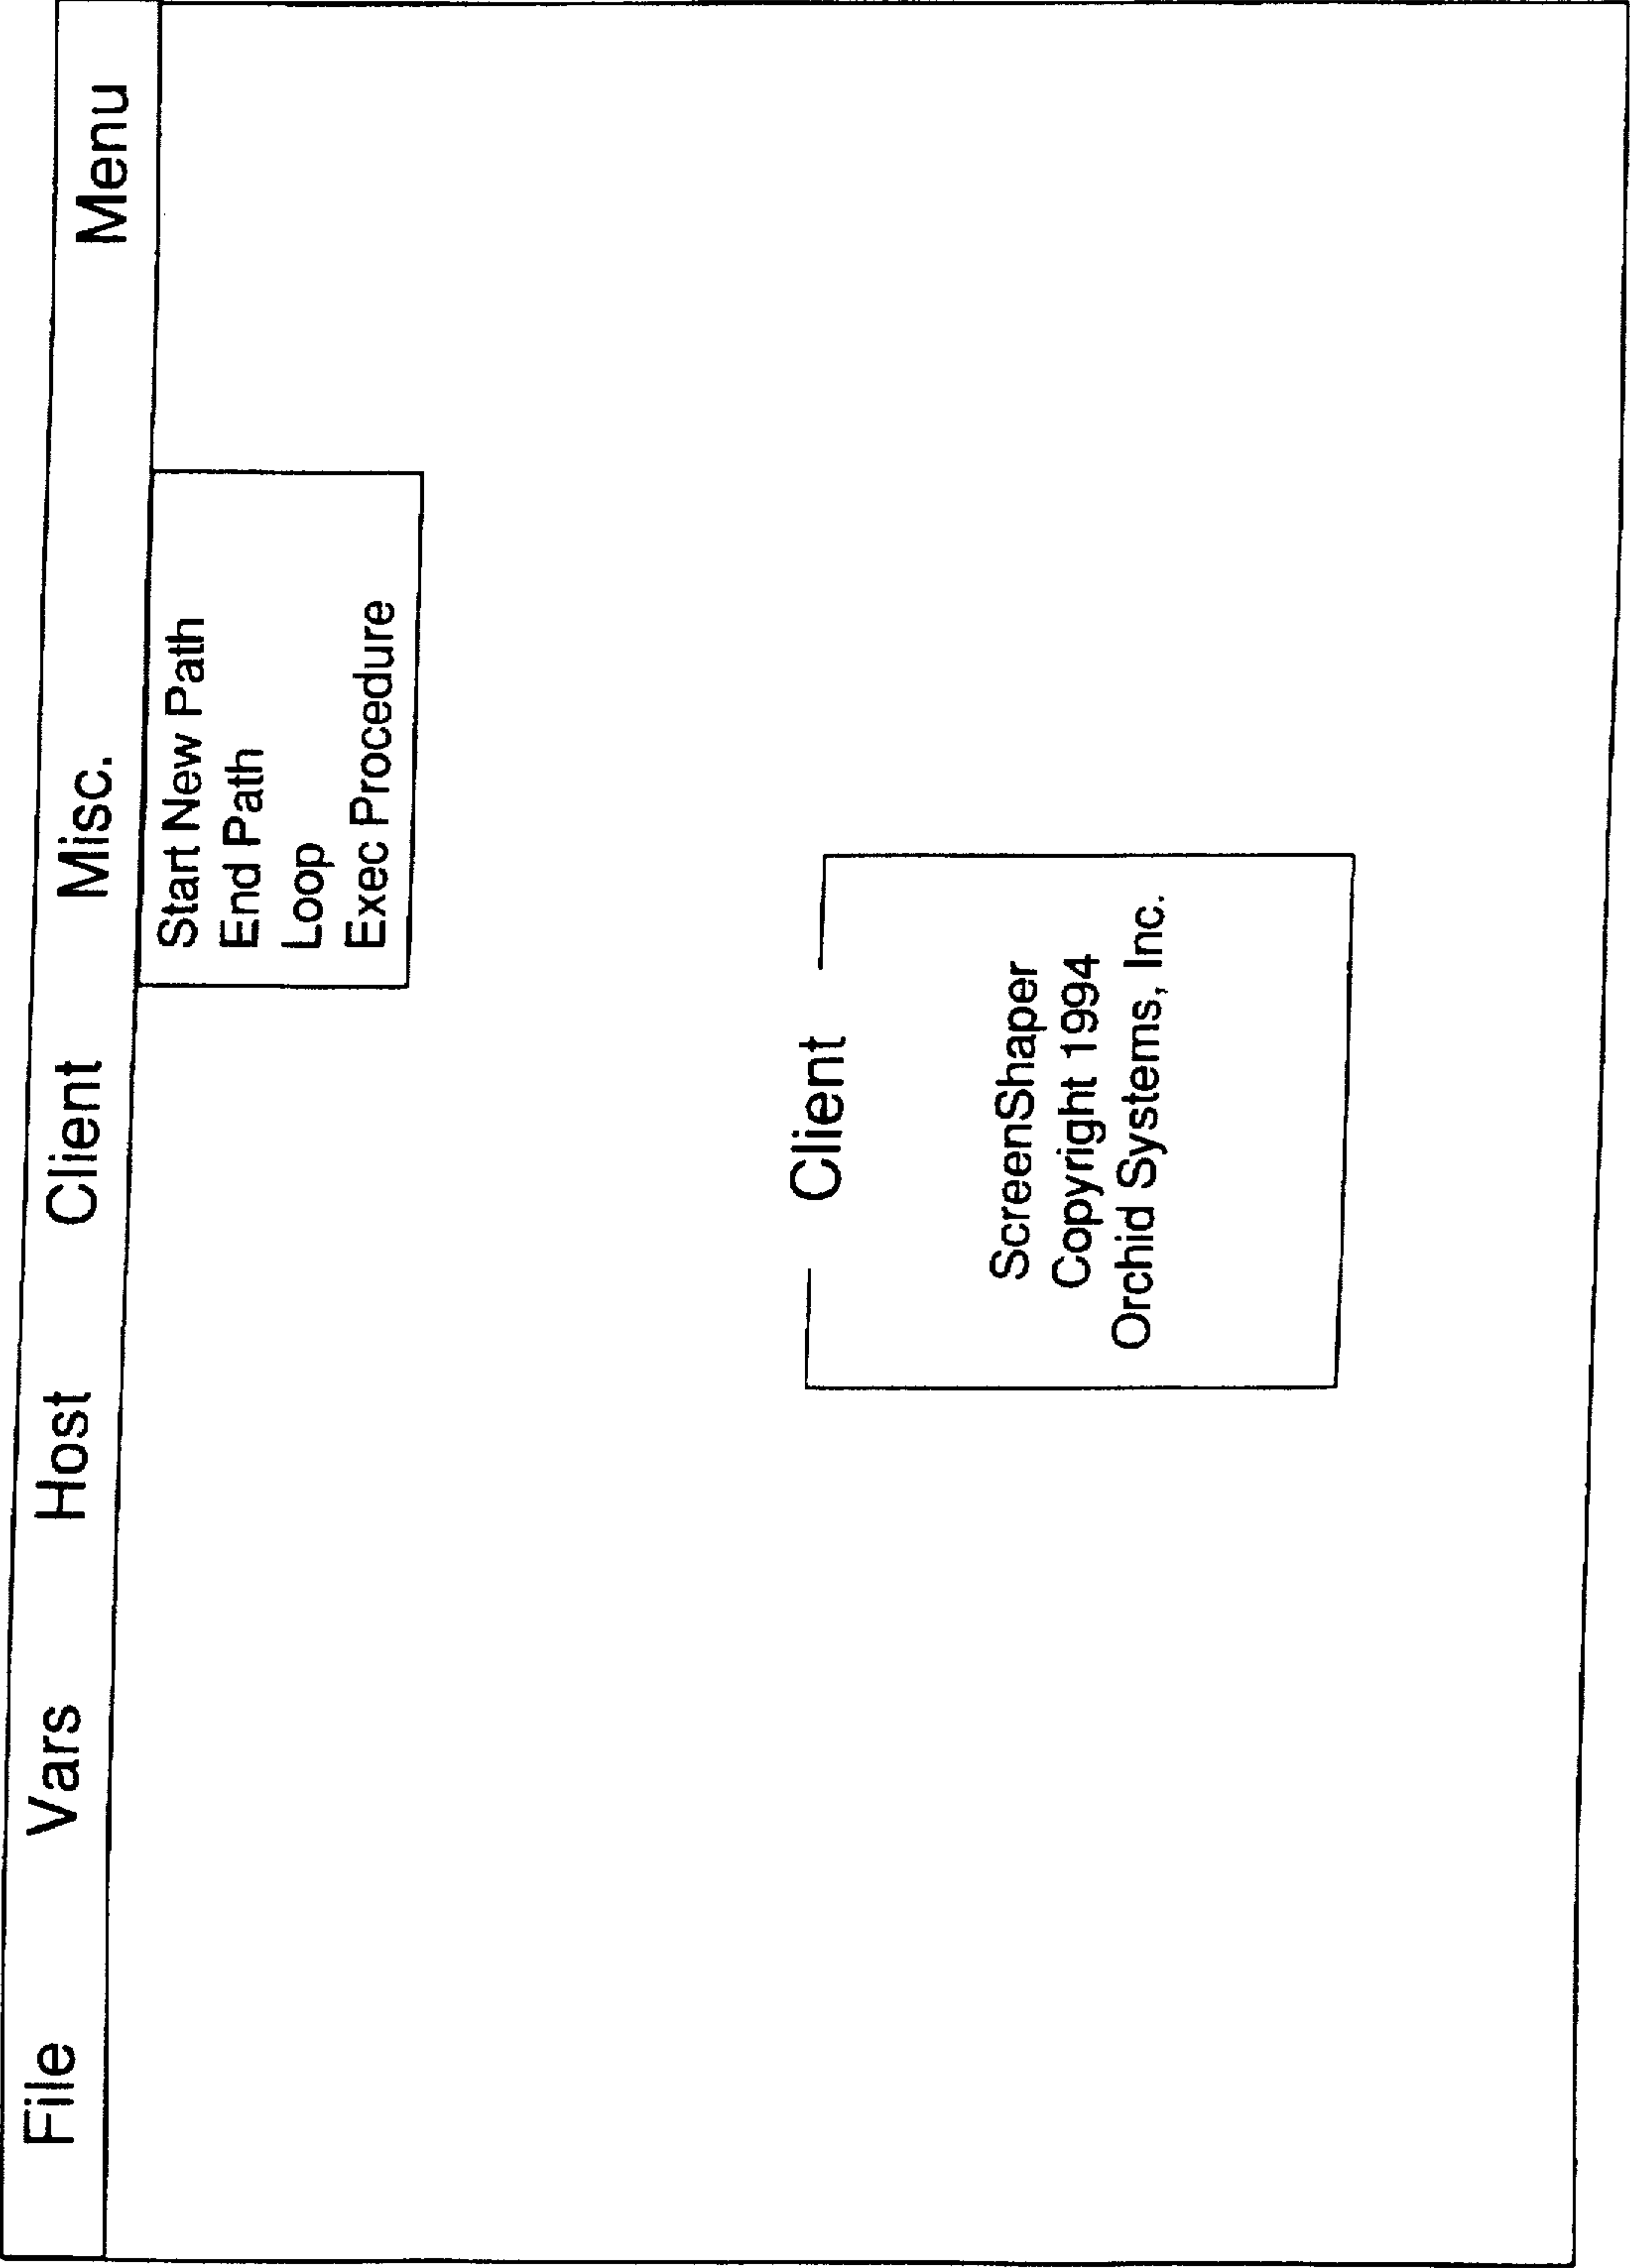 File Vars Host Client Misc. Menu
Start New Path
End Path
Loop
Exec Procedure
Client
ScreenShaper
Copyright 1994
Orchid Systems, Inc.